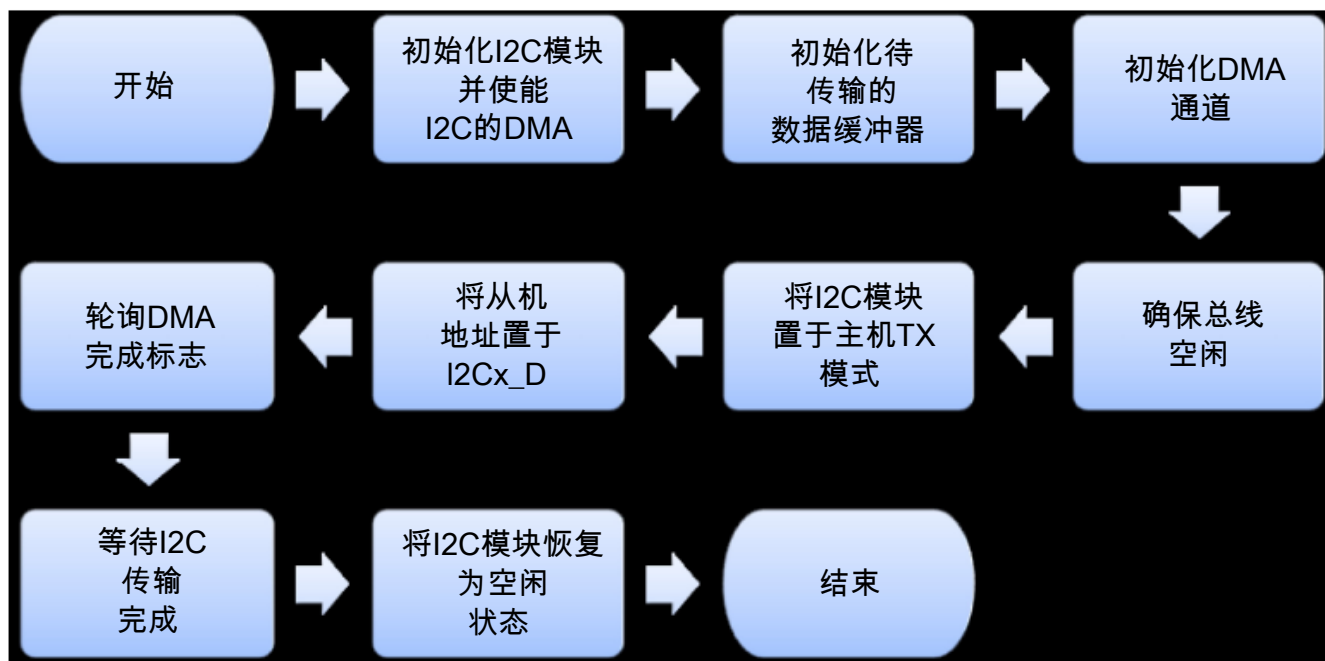 开始
初始化I2C模块
并使能
I2C的DMA
初始化待
传输的
数据缓冲器
初始化DMA
通道
确保总线
空闲
将I2C模块
置于主机TX
模式
将从机
地址置于
I2Cx_D
轮询DMA
完成标志
等待I2C
传输
完成
将I2C模块恢复
为空闲
状态
结束